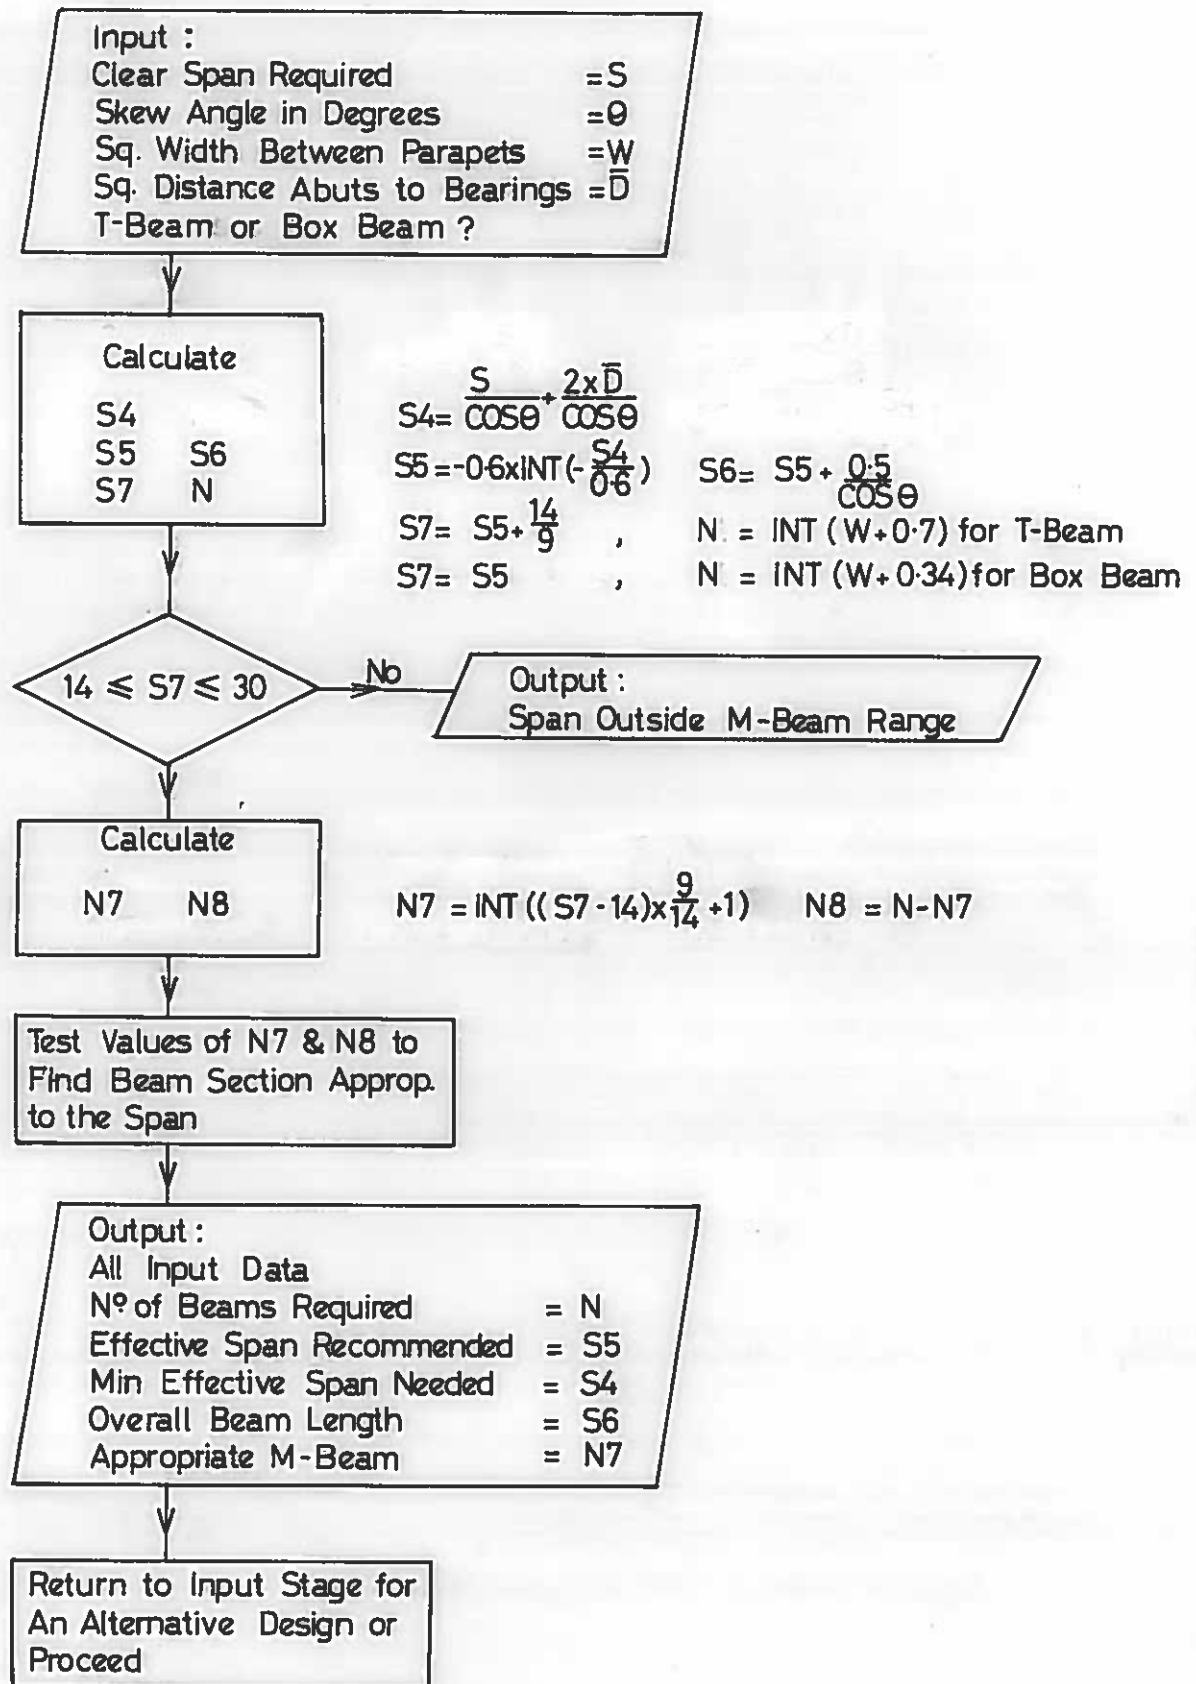 Input :
Clear Span Required =S
Skew Angle in Degrees =θ
Sq. Width Between Parapets =W
Sq. Distance Abuts to Bearings =D̅
T-Beam or Box Beam ?
Calculate
S4
S5 S6
S7 N
S4= S/COSθ + 2xD̅/COSθ
S5=-0·6xINT(-S4/0·6) S6= S5+ 0·5/COSθ
S7= S5+14/9 , N = INT (W+0·7) for T-Beam
S7= S5 , N = INT (W+0·34) for Box Beam
14 ⩽ S7 ⩽ 30
No
Output :
Span Outside M-Beam Range
Calculate
N7 N8
N7 = INT ((S7-14)x9/14+1) N8 = N-N7
Test Values of N7 & N8 to
Find Beam Section Approp.
to the Span
Output :
All Input Data
Nº of Beams Required = N
Effective Span Recommended = S5
Min Effective Span Needed = S4
Overall Beam Length = S6
Appropriate M-Beam = N7
Return to Input Stage for
An Alternative Design or
Proceed